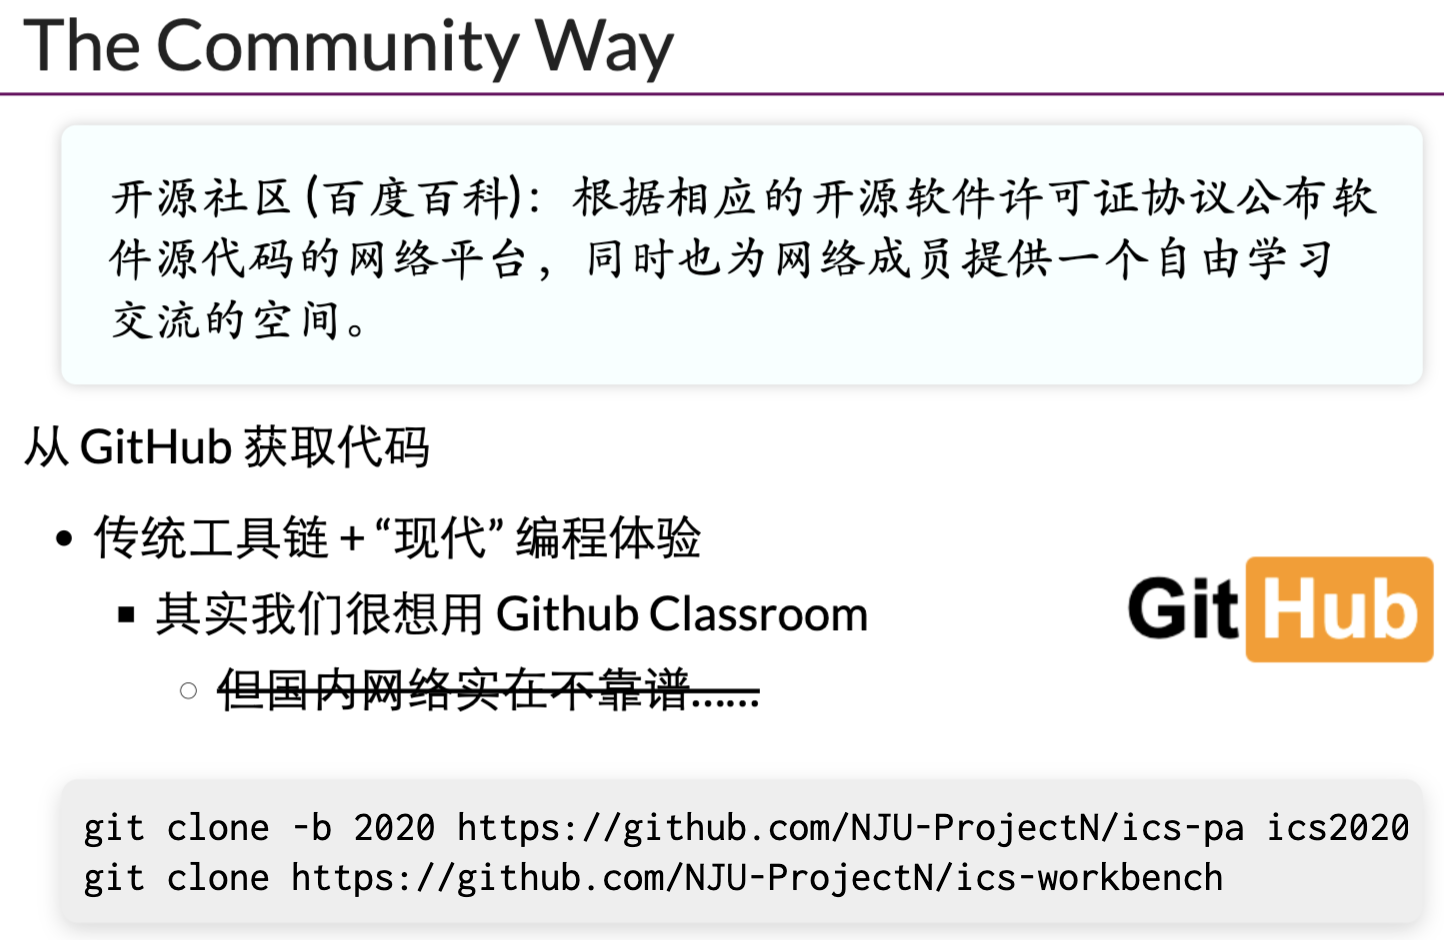 The Community Way
开源社区 (百度百科)：根据相应的开源软件许可证协议公布软
件源代码的网络平台，同时也为网络成员提供一个自由学习
交流的空间。
从 GitHub 获取代码
传统工具链 + “现代” 编程体验
其实我们很想用 Github Classroom
但国内网络实在不靠谱……
GitHub
git clone -b 2020 https://github.com/NJU-ProjectN/ics-pa ics2020
git clone https://github.com/NJU-ProjectN/ics-workbench